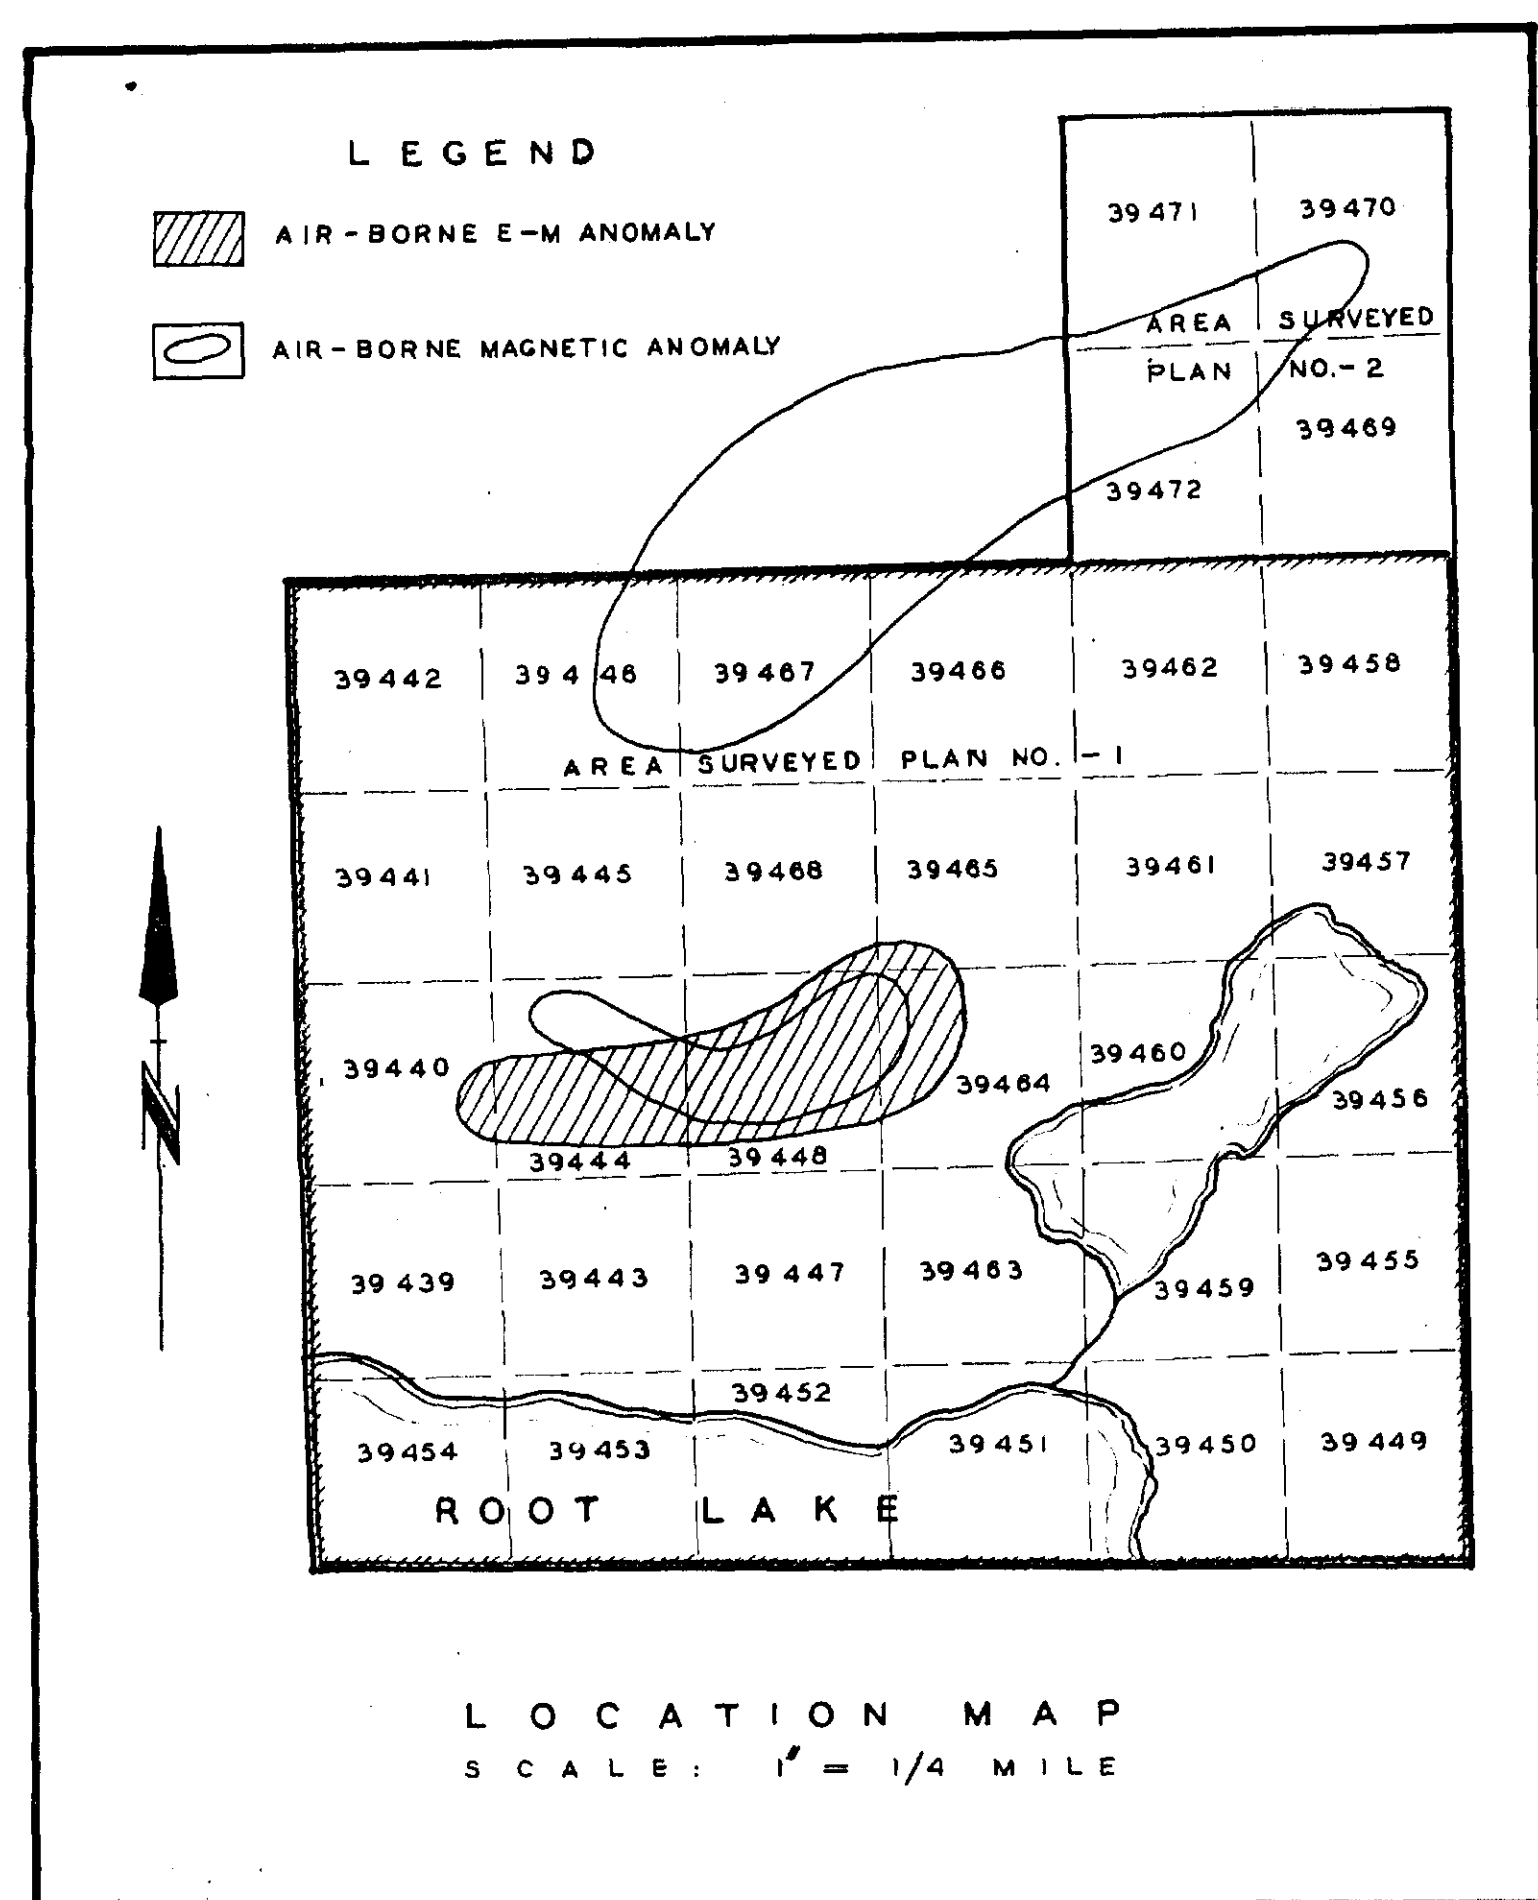 LEGEND
AIR-BORNE E-M ANOMALY
AIR-BORNE MAGNETIC ANOMALY
39471 39470
AREA SURVEYED
PLAN NO.-2
39469
39472
39442 39446 39467 39466 39462 39458
AREA SURVEYED PLAN NO.-1
39441 39445 39468 39465 39461 39457
39440 39464 39460 39456
39444 39448
N
39439 39443 39447 39463 39459 39455
39452
39454 39453 39451 39450 39449
ROOT LAKE
LOCATION MAP
SCALE: 1" = 1/4 MILE